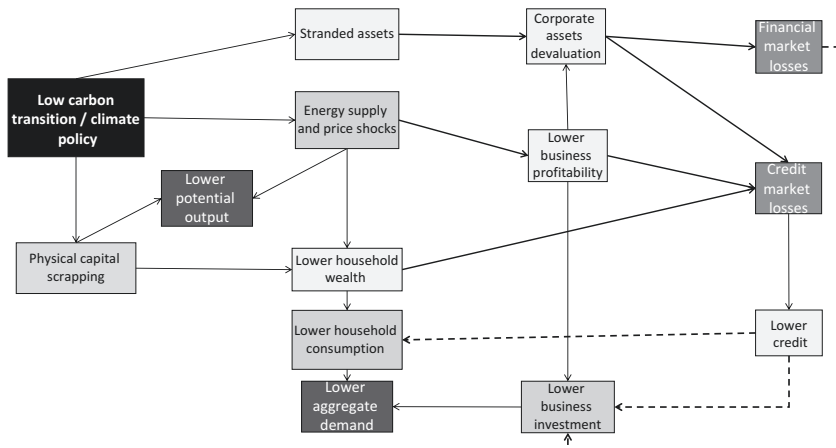 Stranded assets
Corporate
assets
devaluation
Financial
market
losses
Low carbon
transition / climate
policy
Energy supply
and price shocks
Lower
business
profitability
Lower
potential
output
Credit
market
losses
Physical capital
scrapping
Lower household
wealth
Lower household
consumption
Lower
credit
Lower
aggregate
demand
Lower
business
investment